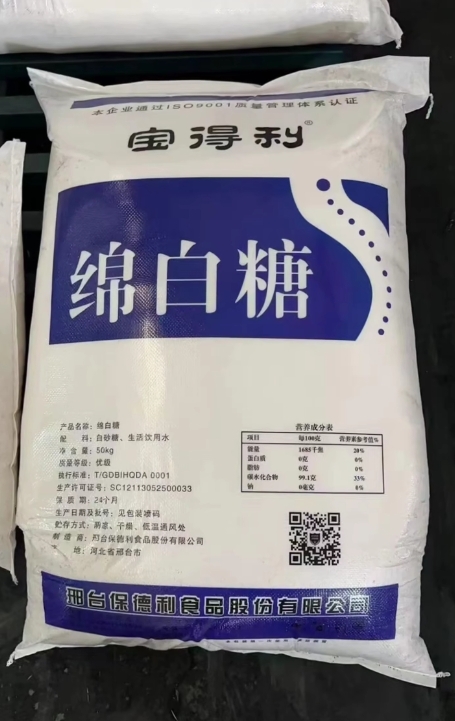 本企业通过ISO9001质量管理体系认证
宝得利®
绵白糖
产品名称：绵白糖
配 料：白砂糖、生活饮用水
净 含 量：50kg
质量等级：优级
执行标准：T/GDBIHQDA 0001
生产许可证号：SC12113052500033
保 质 期：24个月
生产日期及批号：见包装喷码
贮存方式：阴凉、干燥、低温通风处
制 造 商：邢台保德利食品股份有限公司
地：河北省邢台市
营养成分表
项目 每100克 营养素参考值%
能量 1685千焦 20%
蛋白质 0克 0%
脂肪 0克 0%
碳水化合物 99.1克 33%
钠 0毫克 0%
邢台保德利食品股份有限公司